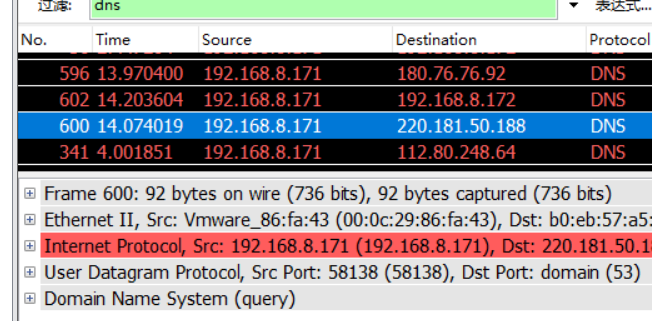 过滤: dns 表达式...
No. Time Source Destination Protocol
596 13.970400 192.168.8.171 180.76.76.92 DNS
602 14.203604 192.168.8.171 192.168.8.172 DNS
600 14.074019 192.168.8.171 220.181.50.188 DNS
341 4.001851 192.168.8.171 112.80.248.64 DNS
Frame 600: 92 bytes on wire (736 bits), 92 bytes captured (736 bits)
Ethernet II, Src: Vmware_86:fa:43 (00:0c:29:86:fa:43), Dst: b0:eb:57:a5:
Internet Protocol, Src: 192.168.8.171 (192.168.8.171), Dst: 220.181.50.18
User Datagram Protocol, Src Port: 58138 (58138), Dst Port: domain (53)
Domain Name System (query)